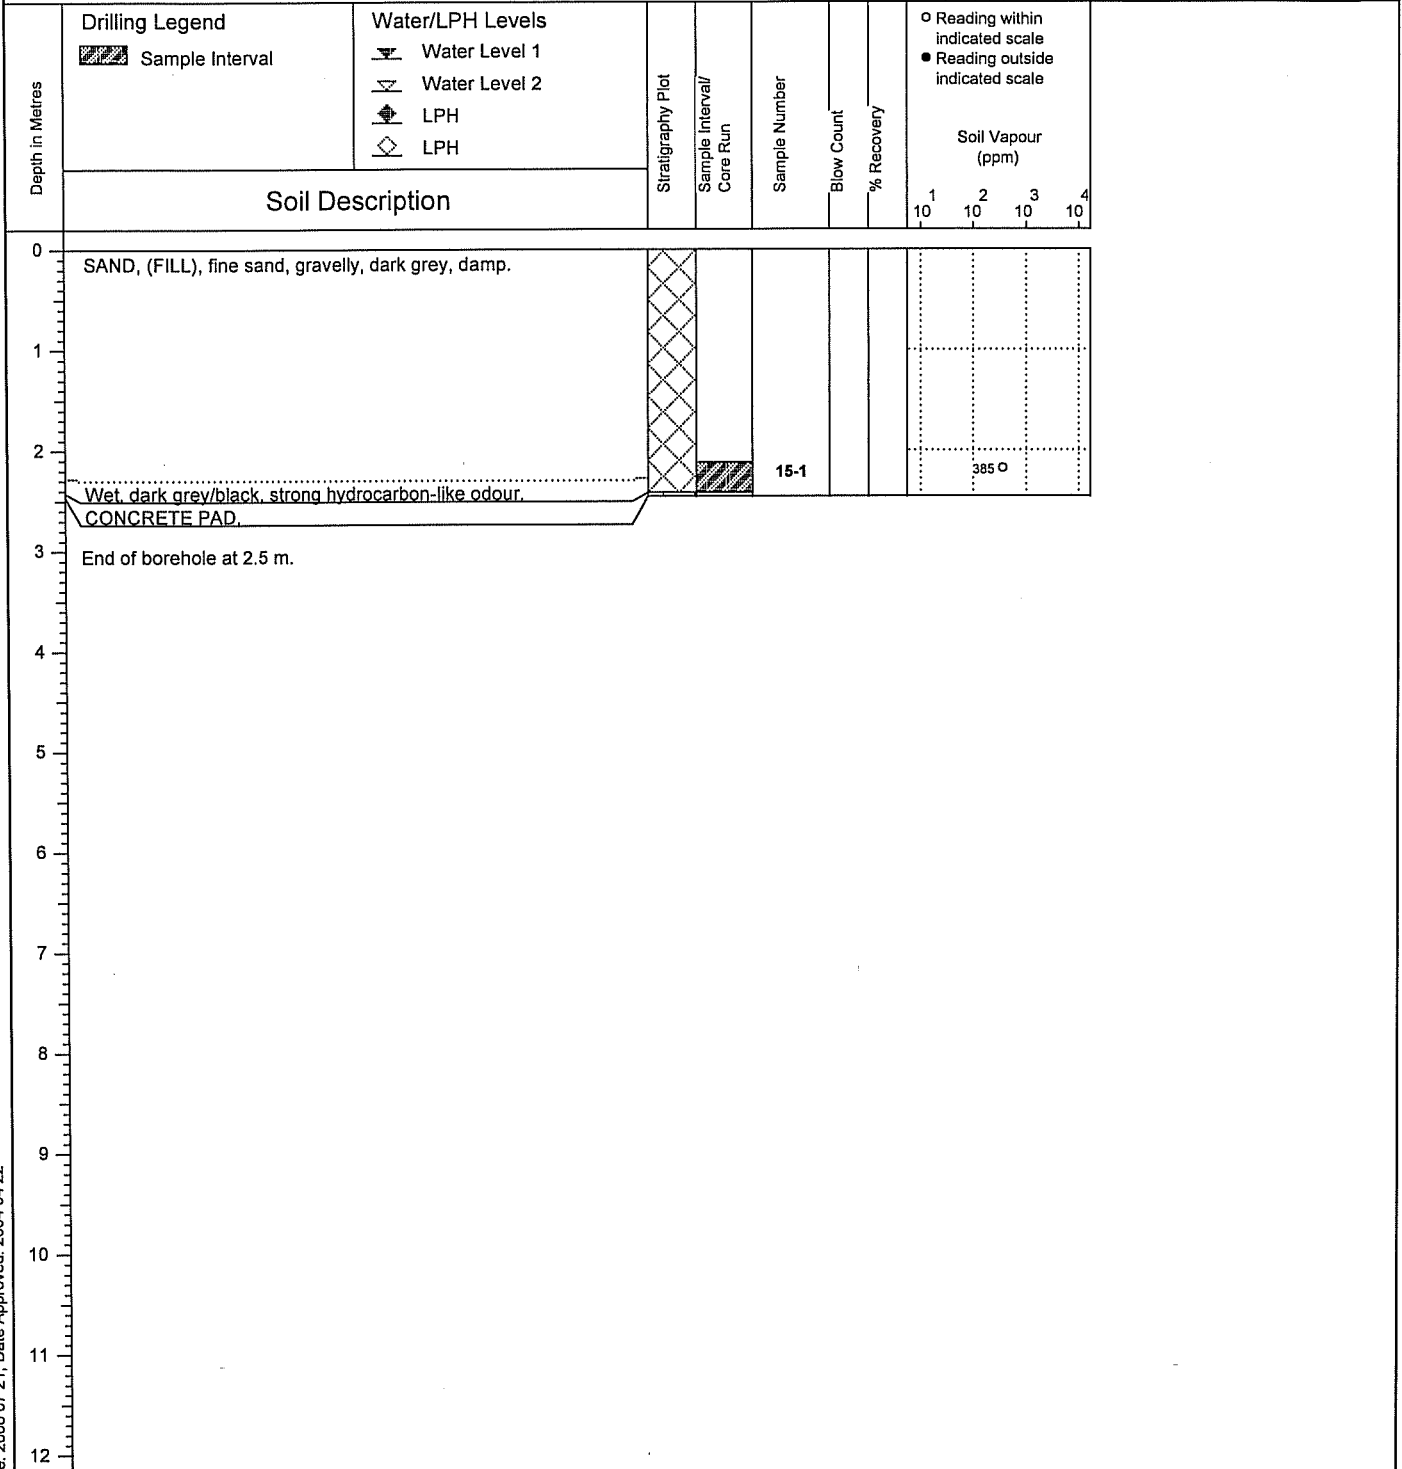 Drilling Legend
Sample Interval
Water/LPH Levels
Water Level 1
Water Level 2
LPH
LPH
Depth in Metres
Soil Description
Stratigraphy Plot
Sample Interval/
Core Run
Sample Number
Blow Count
% Recovery
Reading within
indicated scale
Reading outside
indicated scale
Soil Vapour
(ppm)
10^1 10^2 10^3 10^4
0
SAND, (FILL), fine sand, gravelly, dark grey, damp.
1
2
15-1
385
Wet, dark grey/black, strong hydrocarbon-like odour.
CONCRETE PAD.
3
End of borehole at 2.5 m.
4
5
6
7
8
9
10
11
12